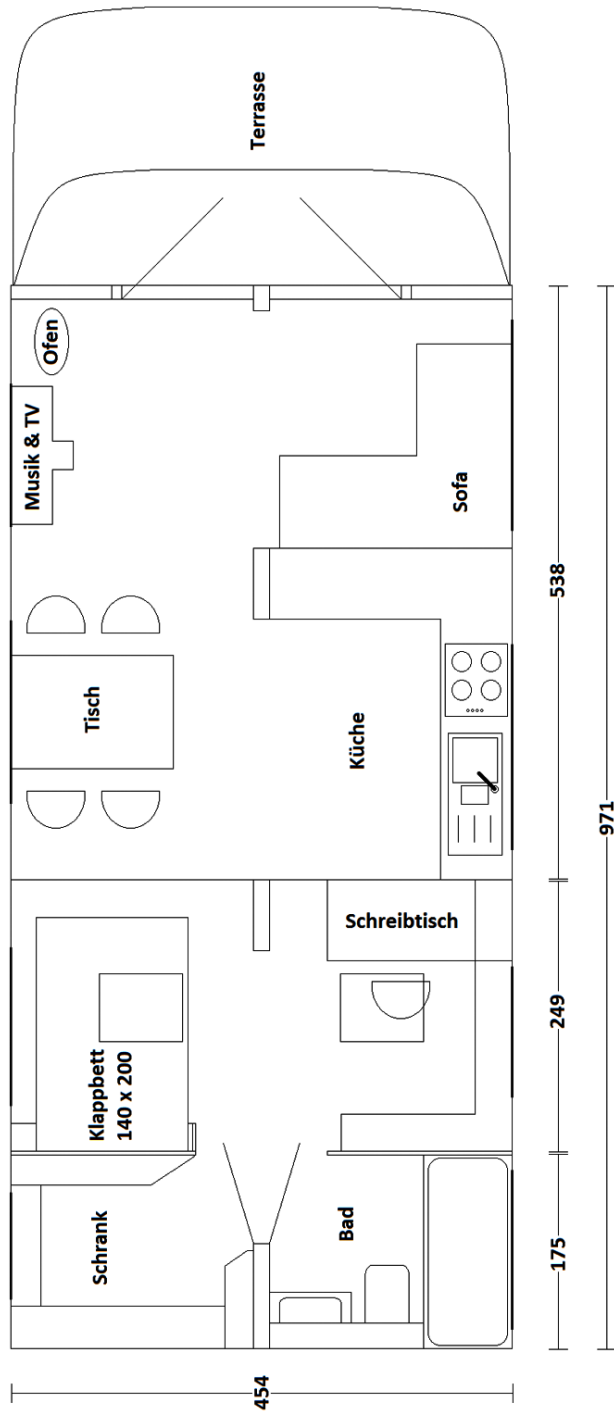 Terrasse
Ofen
Musik & TV
Sofa
538
Tisch
Küche
971
Schreibtisch
249
Klappbett
140 x 200
Schrank
Bad
175
454